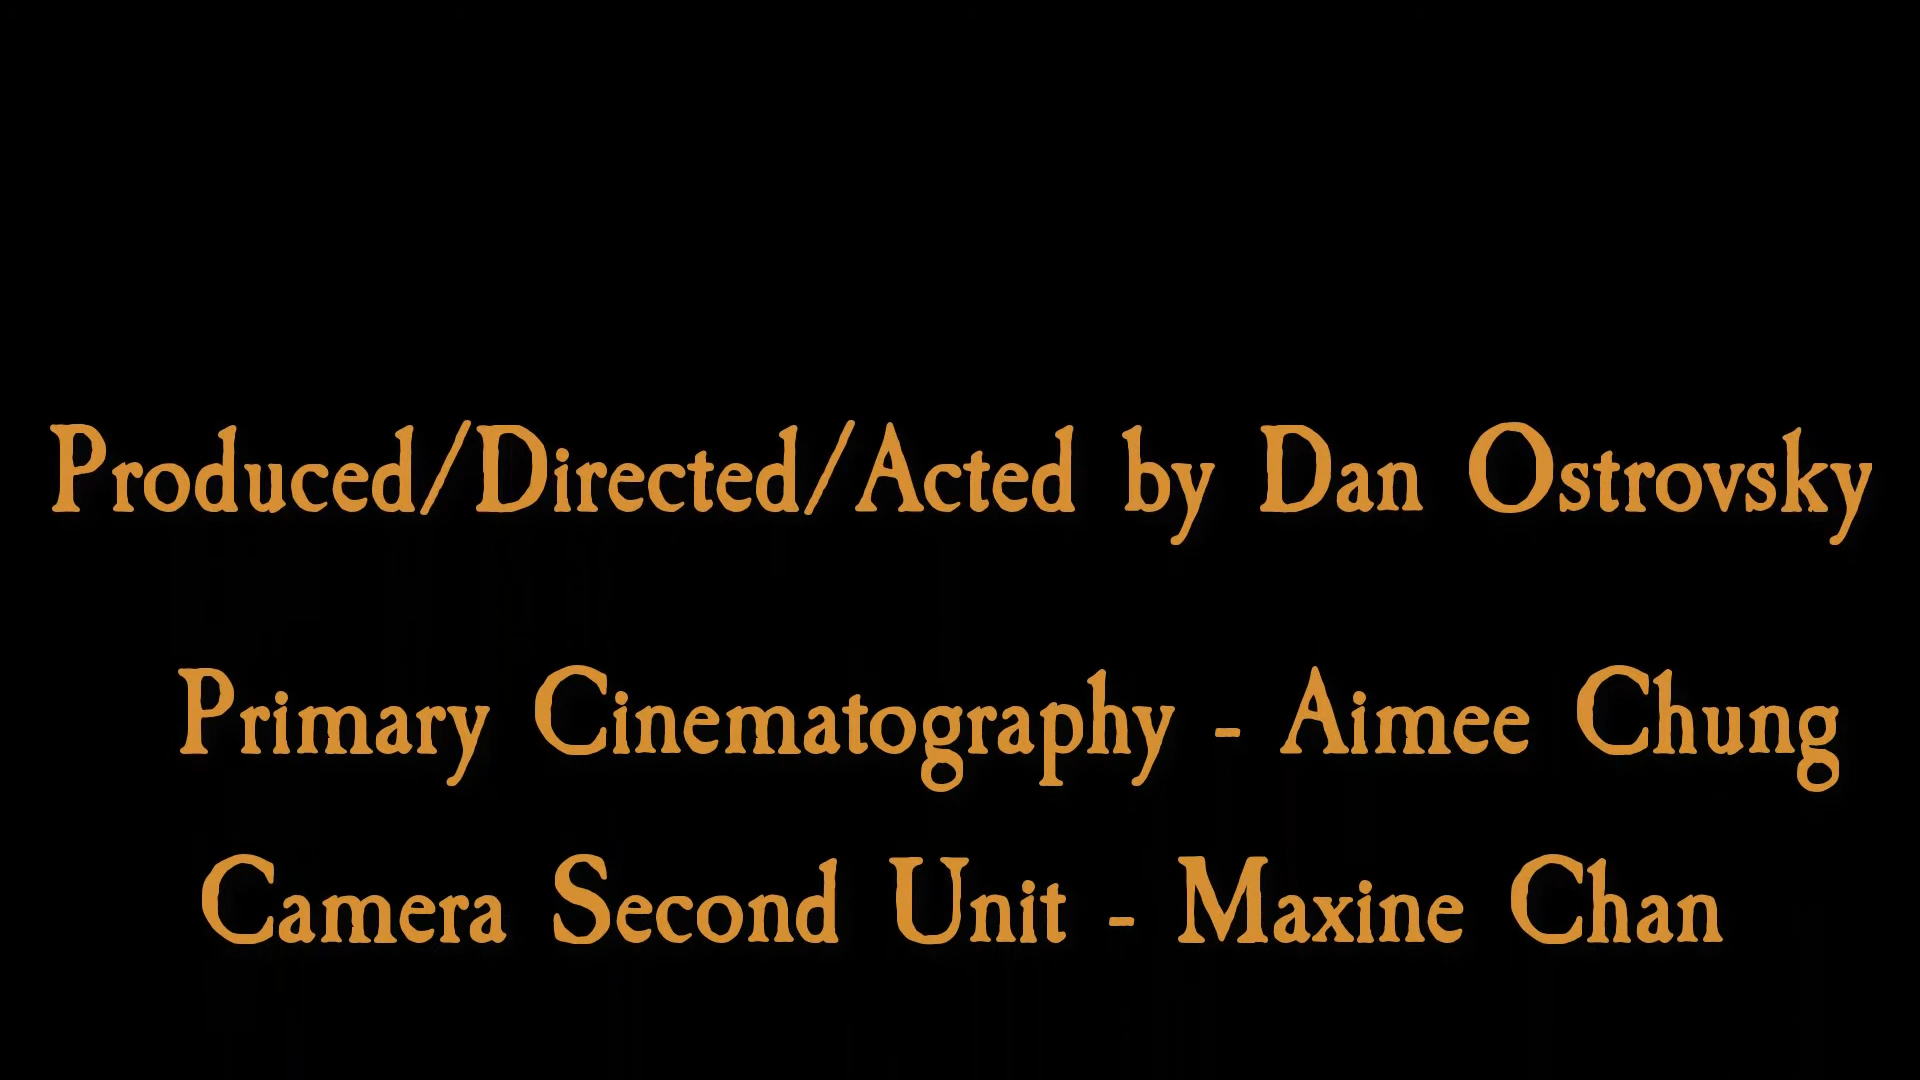 Produced/Directed/Acted by Dan Ostrovsky
Primary Cinematography - Aimee Chung
Camera Second Unit - Maxine Chan